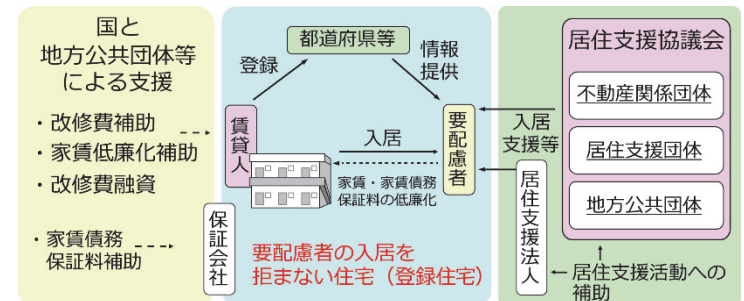 国と
地方公共団体等
による支援
・改修費補助
・家賃低廉化補助
・改修費融資
・家賃債務
保証料補助
都道府県等
登録
情報
提供
賃貸人
入居
要配慮者
家賃・家賃債務
保証料の低廉化
保証会社
要配慮者の入居を
拒まない住宅（登録住宅）
居住支援協議会
不動産関係団体
居住支援団体
地方公共団体
入居
支援等
居住支援法人
居住支援活動への
補助